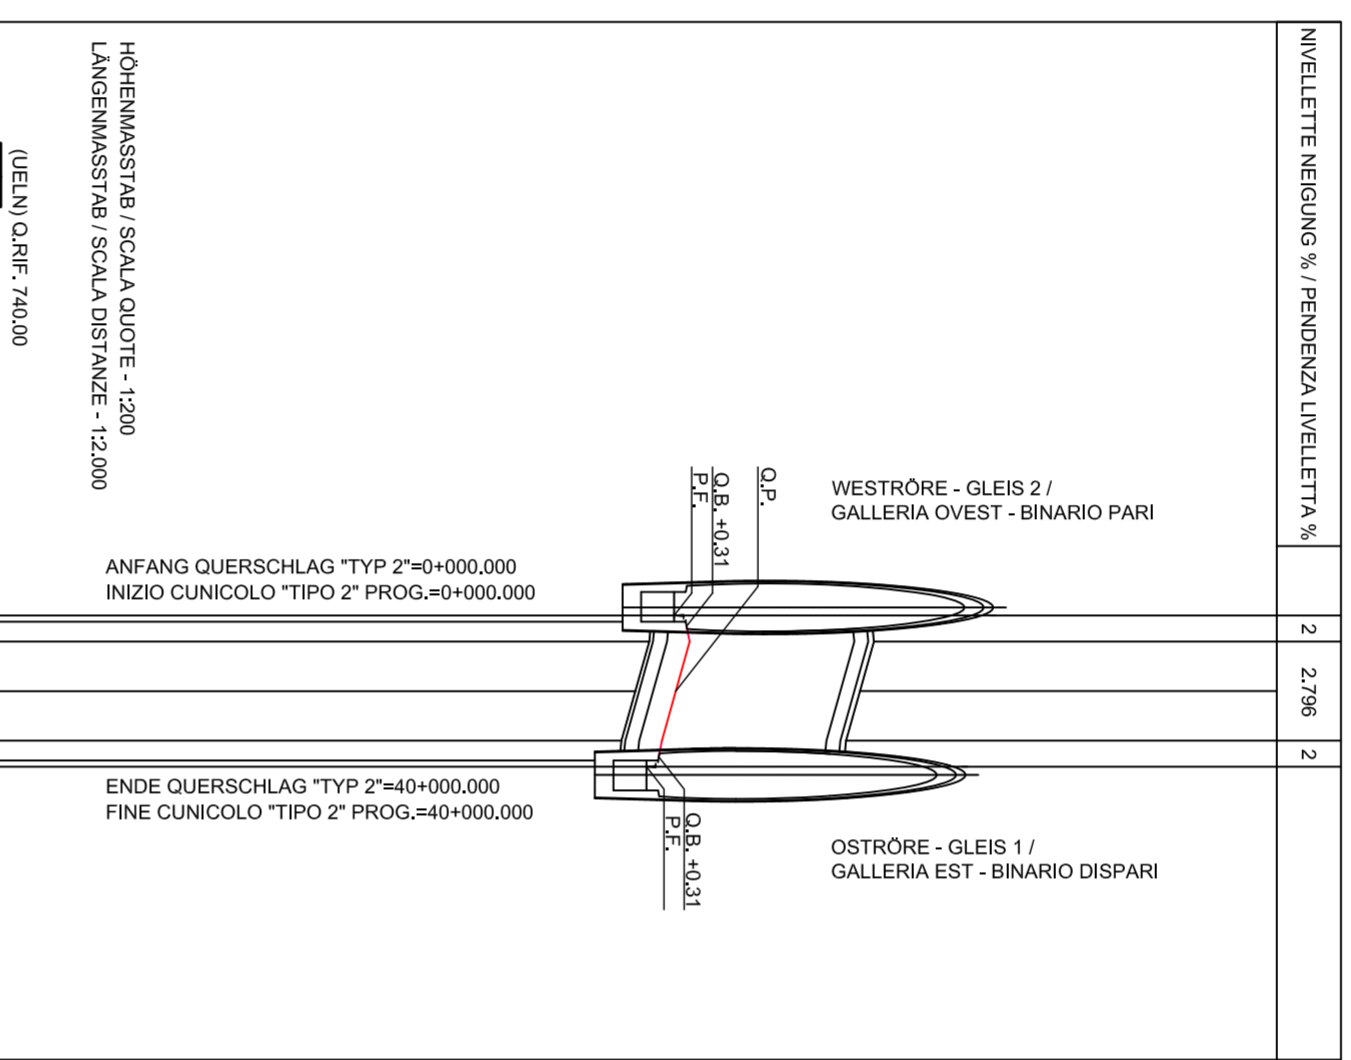 NIVELLETTE NEIGUNG % / PENDENZA LIVELLETTA %
2
2.796
2
HÖHENMASSTAB / SCALA QUOTE - 1:200
LÄNGENMASSTAB / SCALA DISTANZE - 1:2.000
(UELN) Q.RIF. 740.00
WESTRÖRE - GLEIS 2 /
GALLERIA OVEST - BINARIO PARI
Q.P.
Q.B. +0.31
P.F.
ANFANG QUERSCHLAG "TYP 2"=0+000.000
INIZIO CUNICOLO "TIPO 2" PROG.=0+000.000
ENDE QUERSCHLAG "TYP 2"=40+000.000
FINE CUNICOLO "TIPO 2" PROG.=40+000.000
Q.B. +0.31
P.F.
OSTRÖRE - GLEIS 1 /
GALLERIA EST - BINARIO DISPARI